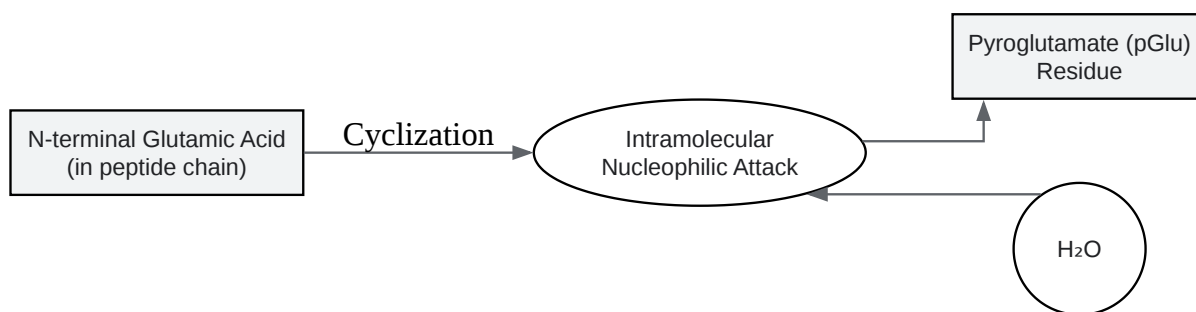 N-terminal Glutamic Acid
(in peptide chain)
Cyclization
Intramolecular
Nucleophilic Attack
Pyroglutamate (pGlu)
Residue
H₂O